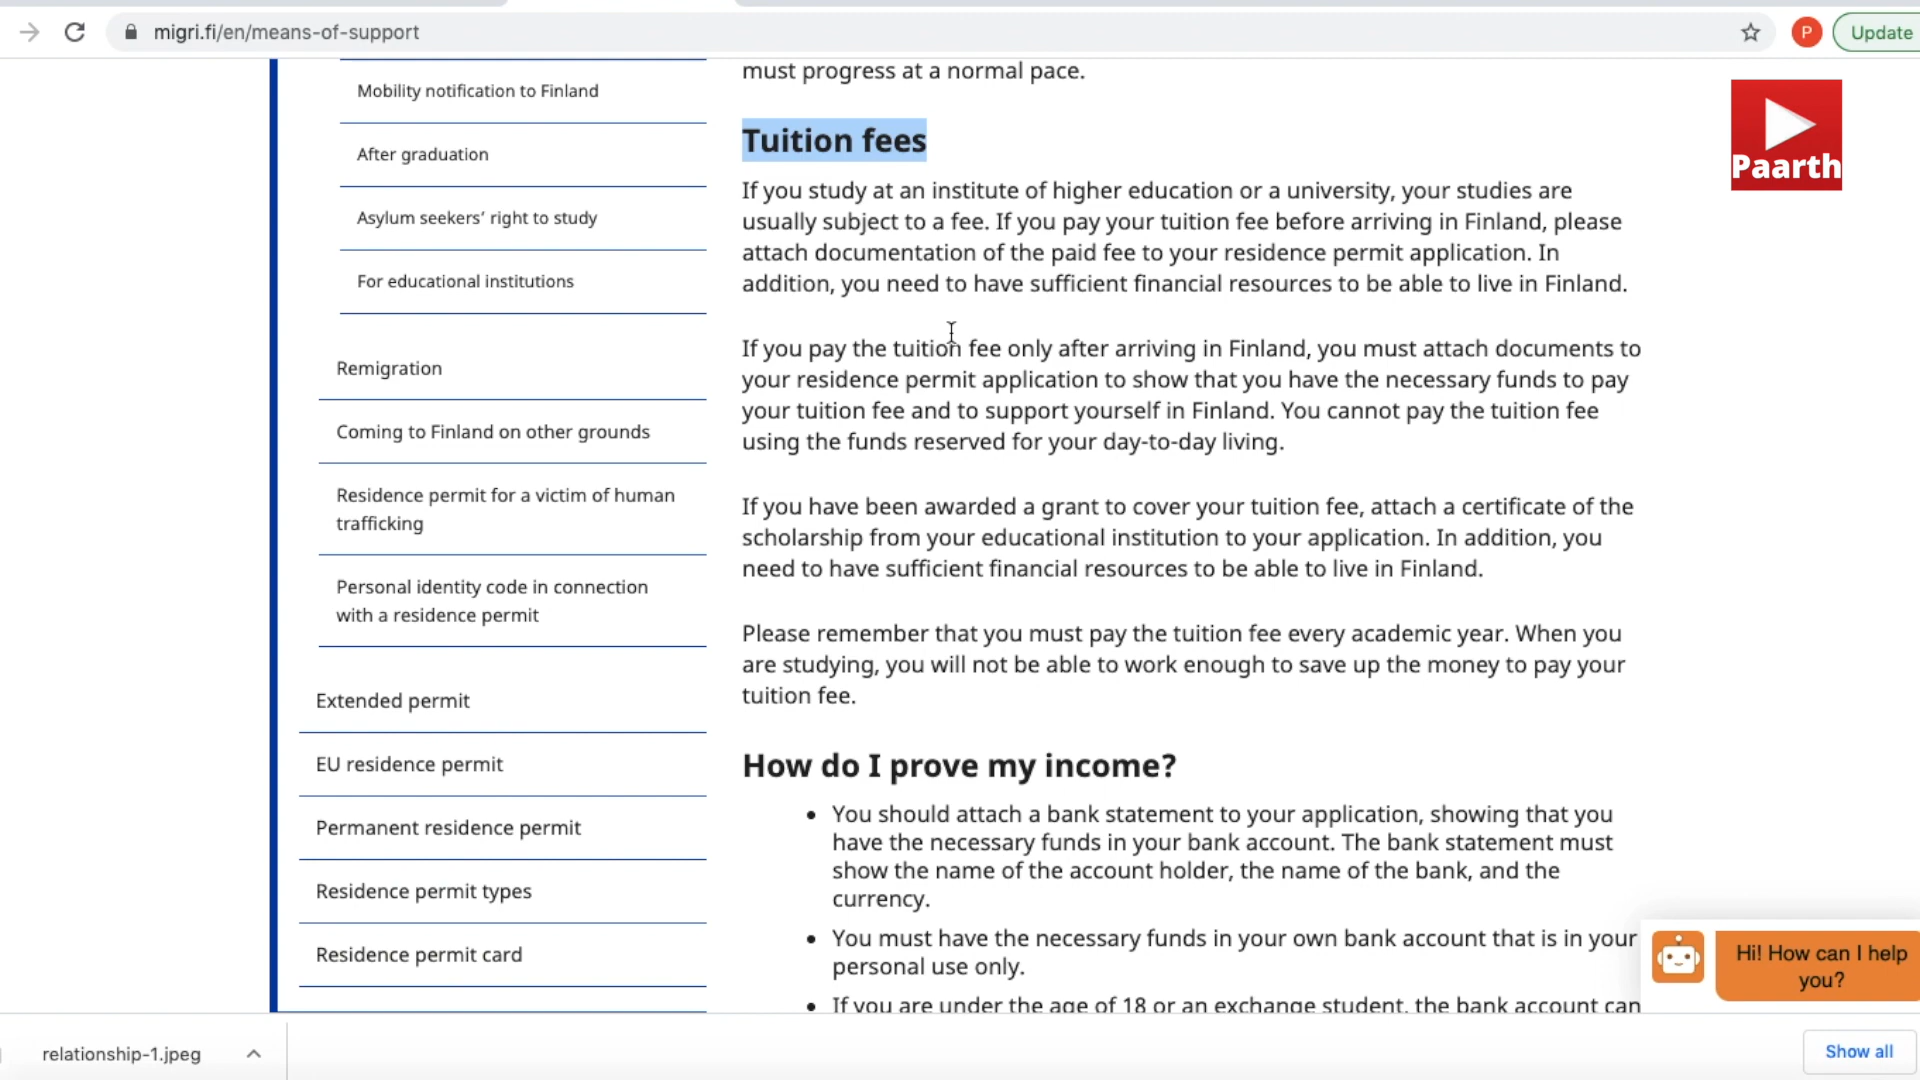 migri.fi/en/means-of-support
P
Update
Mobility notification to Finland
After graduation
Asylum seekers' right to study
For educational institutions
Remigration
Coming to Finland on other grounds
Residence permit for a victim of human
trafficking
Personal identity code in connection
with a residence permit
Extended permit
EU residence permit
Permanent residence permit
Residence permit types
Residence permit card
must progress at a normal pace.
Tuition fees
If you study at an institute of higher education or a university, your studies are
usually subject to a fee. If you pay your tuition fee before arriving in Finland, please
attach documentation of the paid fee to your residence permit application. In
addition, you need to have sufficient financial resources to be able to live in Finland.
If you pay the tuition fee only after arriving in Finland, you must attach documents to
your residence permit application to show that you have the necessary funds to pay
your tuition fee and to support yourself in Finland. You cannot pay the tuition fee
using the funds reserved for your day-to-day living.
If you have been awarded a grant to cover your tuition fee, attach a certificate of the
scholarship from your educational institution to your application. In addition, you
need to have sufficient financial resources to be able to live in Finland.
Please remember that you must pay the tuition fee every academic year. When you
are studying, you will not be able to work enough to save up the money to pay your
tuition fee.
How do I prove my income?
• You should attach a bank statement to your application, showing that you
have the necessary funds in your bank account. The bank statement must
show the name of the account holder, the name of the bank, and the
currency.
• You must have the necessary funds in your own bank account that is in your
personal use only.
• If you are under the age of 18 or an exchange student, the bank account can
Paarth
Hi! How can I help
you?
relationship-1.jpeg
Show all